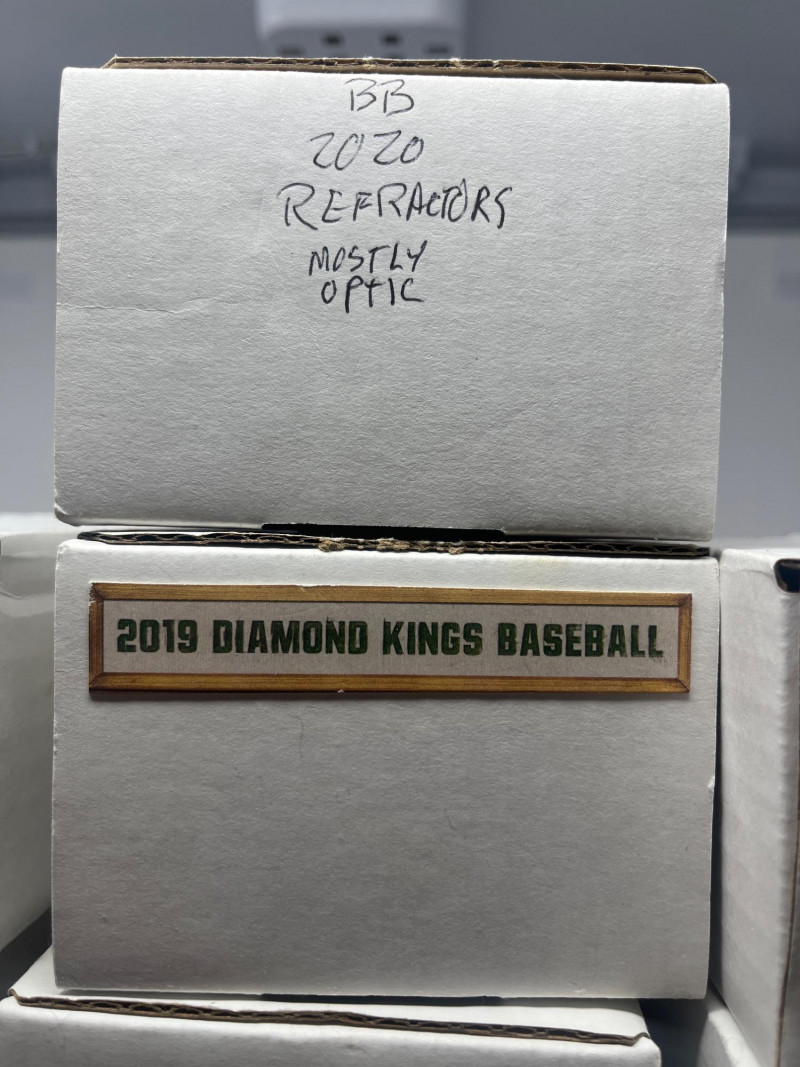 BB
2020
REFRACTORS
MOSTLY
OPTIC
2019 DIAMOND KINGS BASEBALL